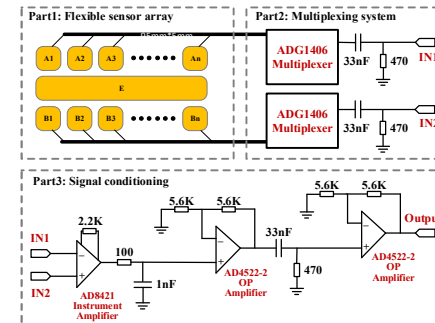 Part1: Flexible sensor array
A1 A2 A3 An
E
B1 B2 B3 Bn
Part2: Multiplexing system
ADG1406
Multiplexer
33nF
470
IN1
ADG1406
Multiplexer
33nF
470
IN2
Part3: Signal conditioning
IN1
IN2
2.2K
100
1nF
AD8421
Instrument
Amplifier
5.6K 5.6K
AD4522-2
OP
Amplifier
33nF
470
5.6K 5.6K
AD4522-2
OP
Amplifier
Output